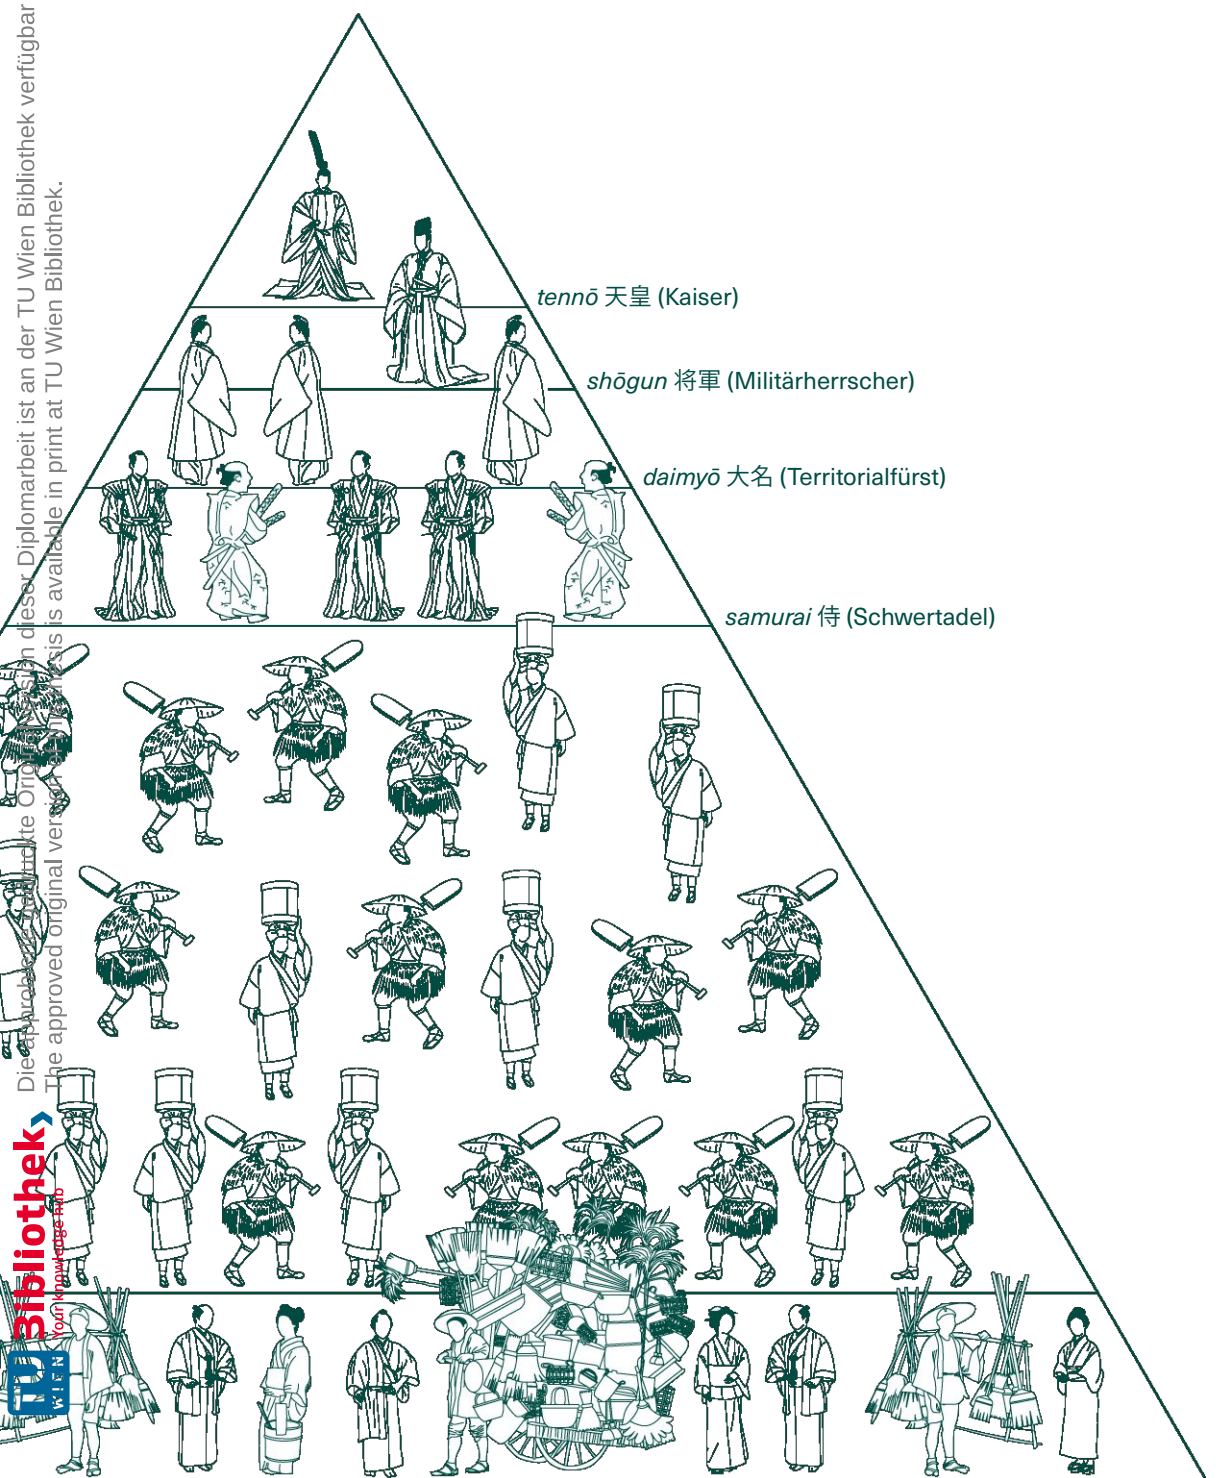 tennō 天皇 (Kaiser)
shōgun 将軍 (Militärherrscher)
daimyō 大名 (Territorialfürst)
samurai 侍 (Schwertadel)
Die approbierte gedruckte Originalversion dieser Diplomarbeit ist an der TU Wien Bibliothek verfügbar
The approved original version of this thesis is available in print at TU Wien Bibliothek.
TU WIEN Bibliothek
Your knowledge hub